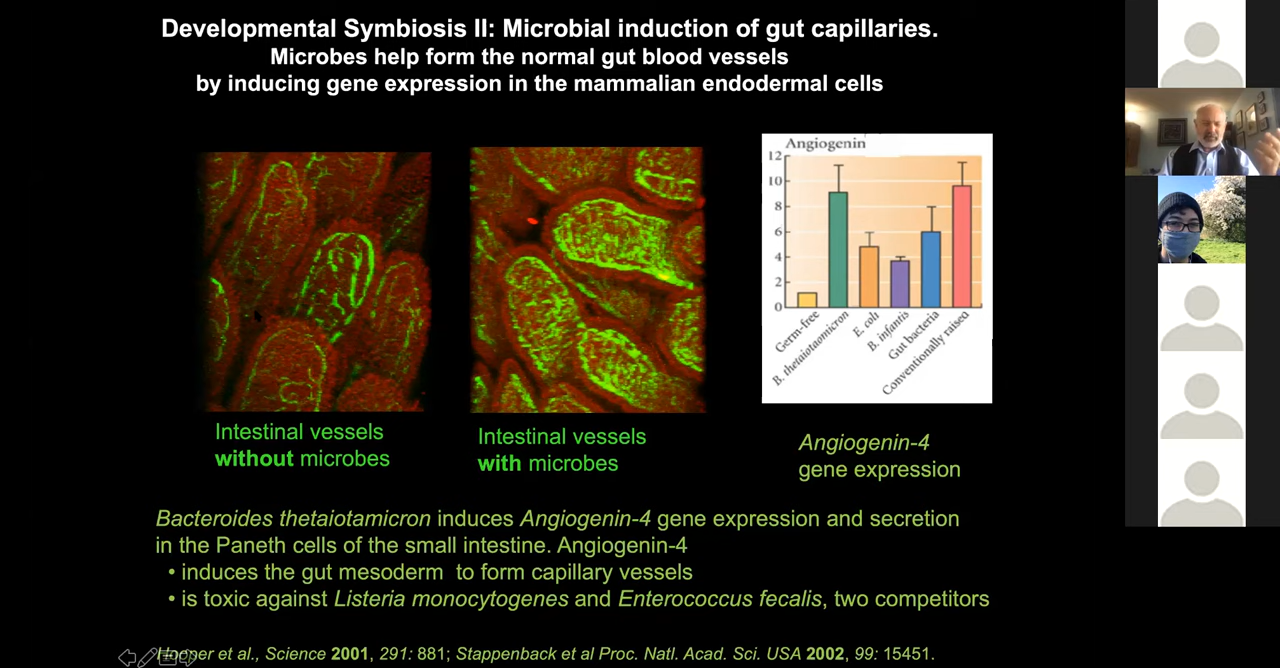 Developmental Symbiosis II: Microbial induction of gut capillaries.
Microbes help form the normal gut blood vessels
by inducing gene expression in the mammalian endodermal cells
Angiogenin
12
10
8
6
4
2
0
Germ-free
B. thetaiotaomicron
E. coli
B. infantis
Gut bacteria
Conventionally raised
Intestinal vessels
without microbes
Intestinal vessels
with microbes
Angiogenin-4
gene expression
Bacteroides thetaiotamicron induces Angiogenin-4 gene expression and secretion
in the Paneth cells of the small intestine. Angiogenin-4
• induces the gut mesoderm to form capillary vessels
• is toxic against Listeria monocytogenes and Enterococcus fecalis, two competitors
Hooper et al., Science 2001, 291: 881; Stappenback et al Proc. Natl. Acad. Sci. USA 2002, 99: 15451.